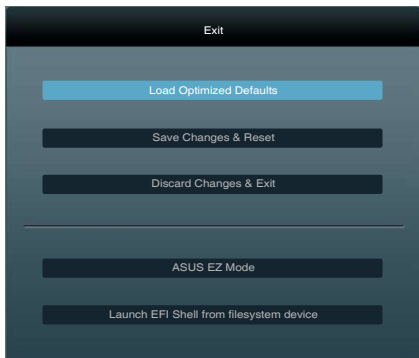 Exit
Load Optimized Defaults
Save Changes & Reset
Discard Changes & Exit
ASUS EZ Mode
Launch EFI Shell from filesystem device